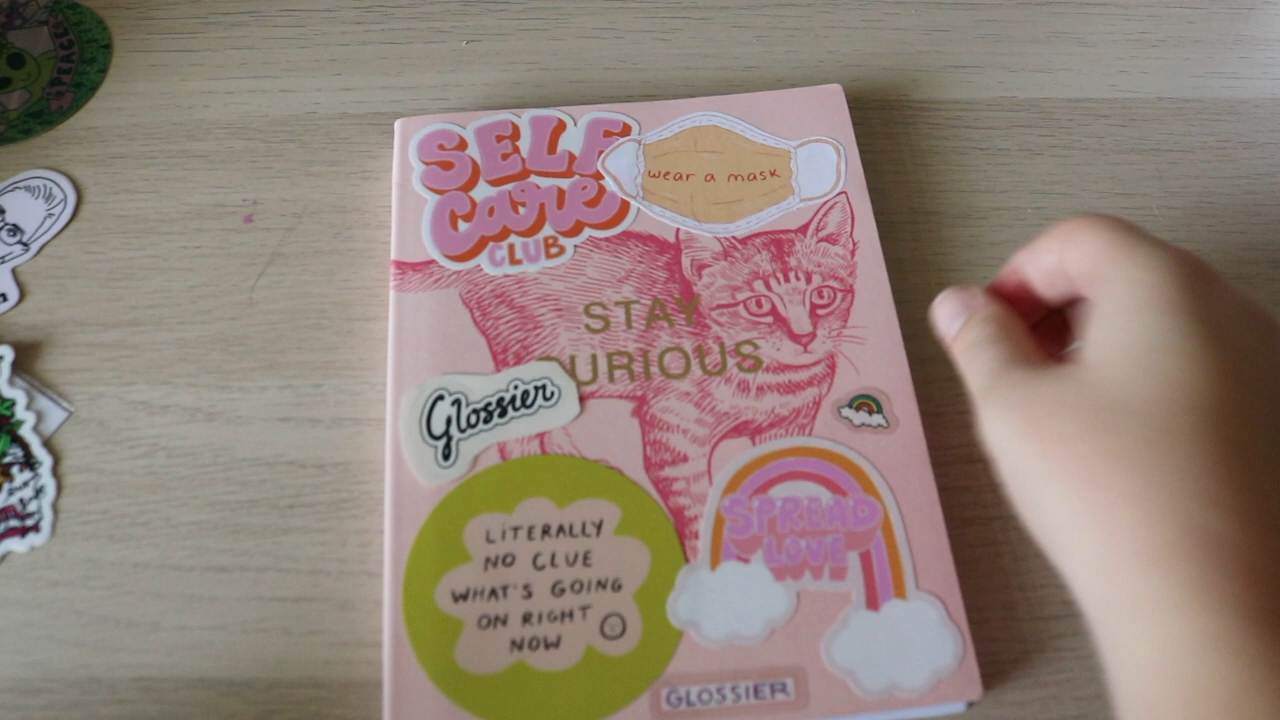 SELF
Care
CLUB
wear a mask
STAY
CURIOUS
Glossier
LITERALLY
NO CLUE
WHAT'S GOING
ON RIGHT
NOW
SPREAD
LOVE
GLOSSIER
PEACE